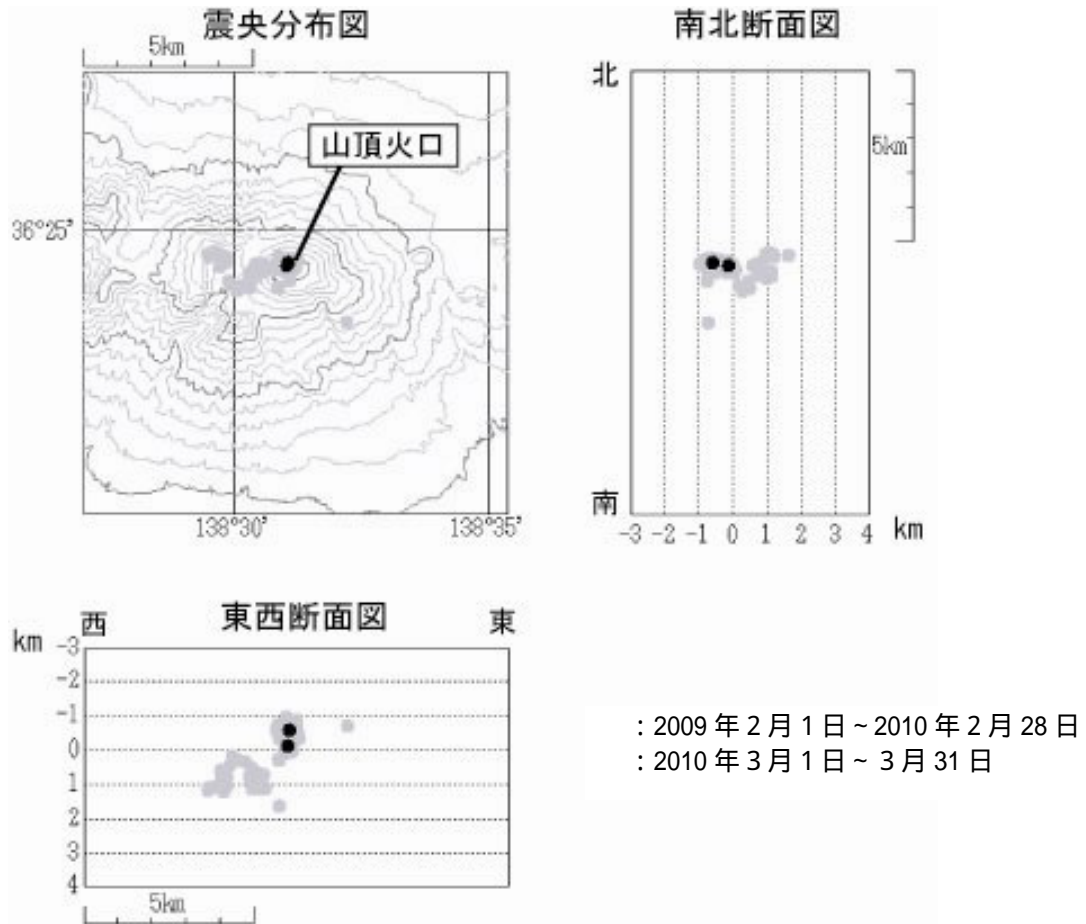 震央分布図
5km
山頂火口
36°25'
138°30'
138°35'
南北断面図
北
5km
南
-3 -2 -1 0 1 2 3 4 km
東西断面図
西
東
km
-3
-2
-1
0
1
2
3
4
5km
：2009 年 2 月 1 日 ~ 2010 年 2 月 28 日
：2010 年 3 月 1 日 ~ 3 月 31 日